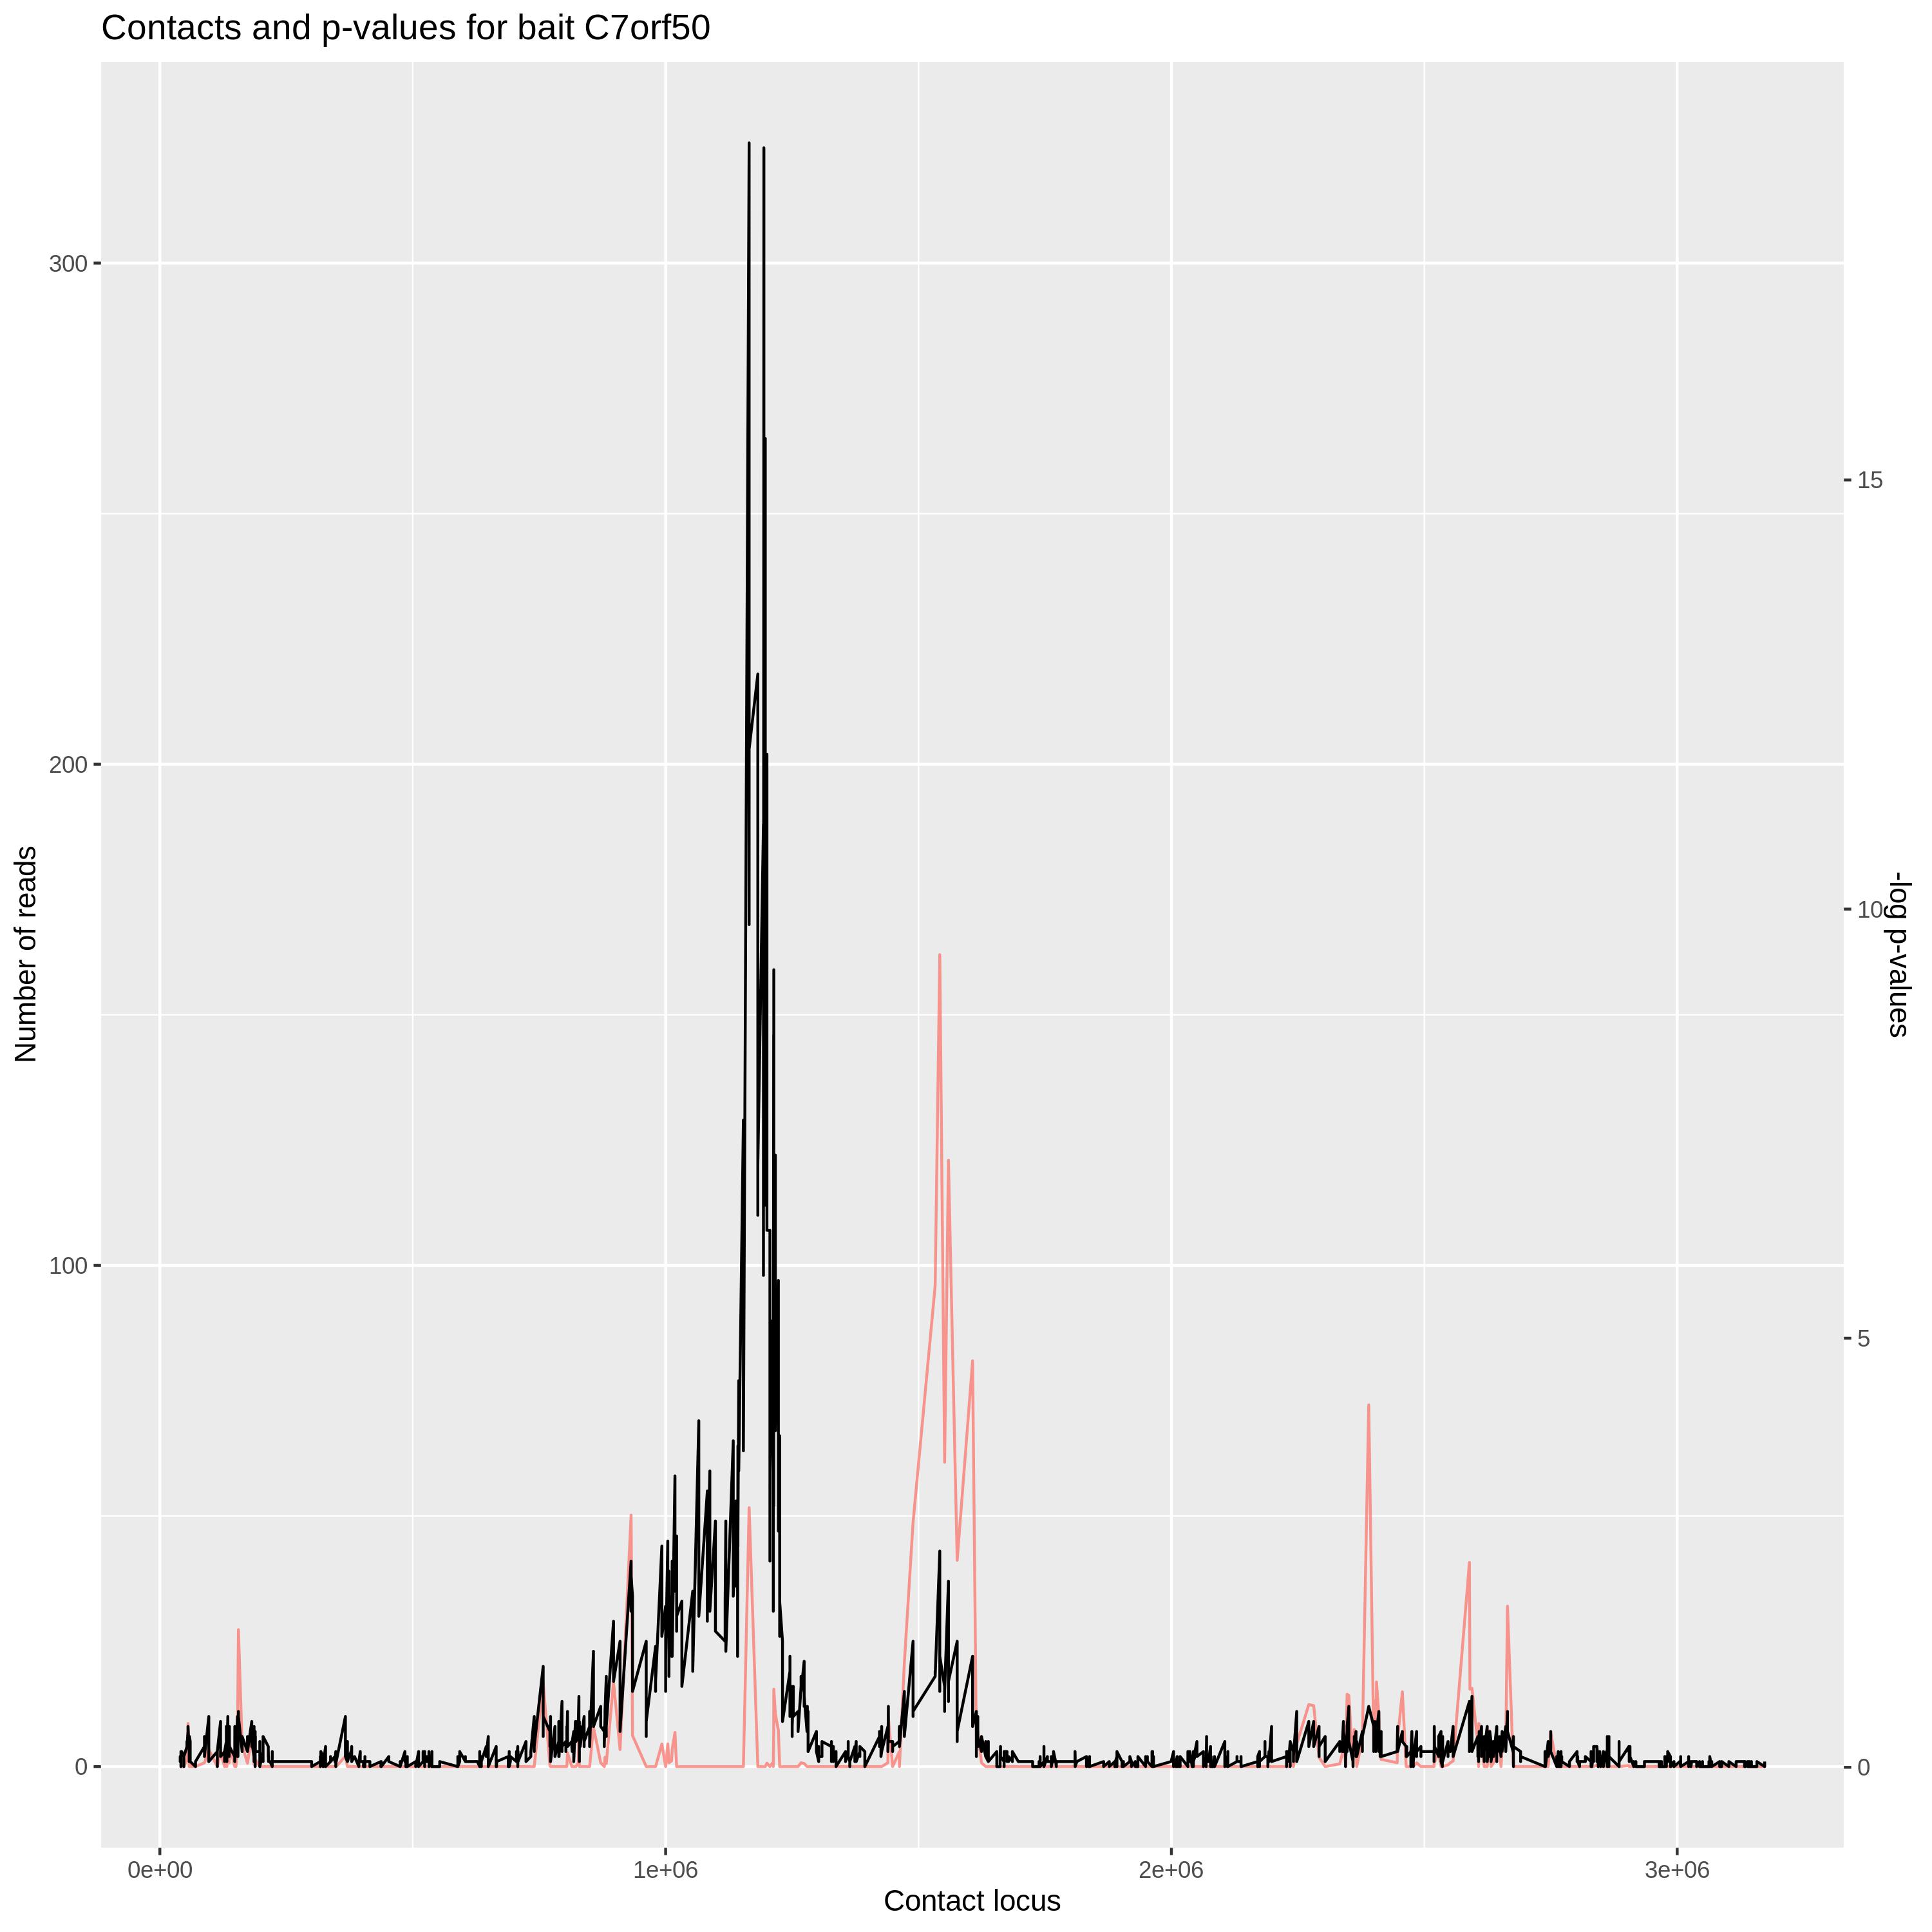 Contacts and p-values for bait C7orf50
300
200
100
0
Number of reads
15
10
5
0
-log p-values
0e+00
1e+06
2e+06
3e+06
Contact locus